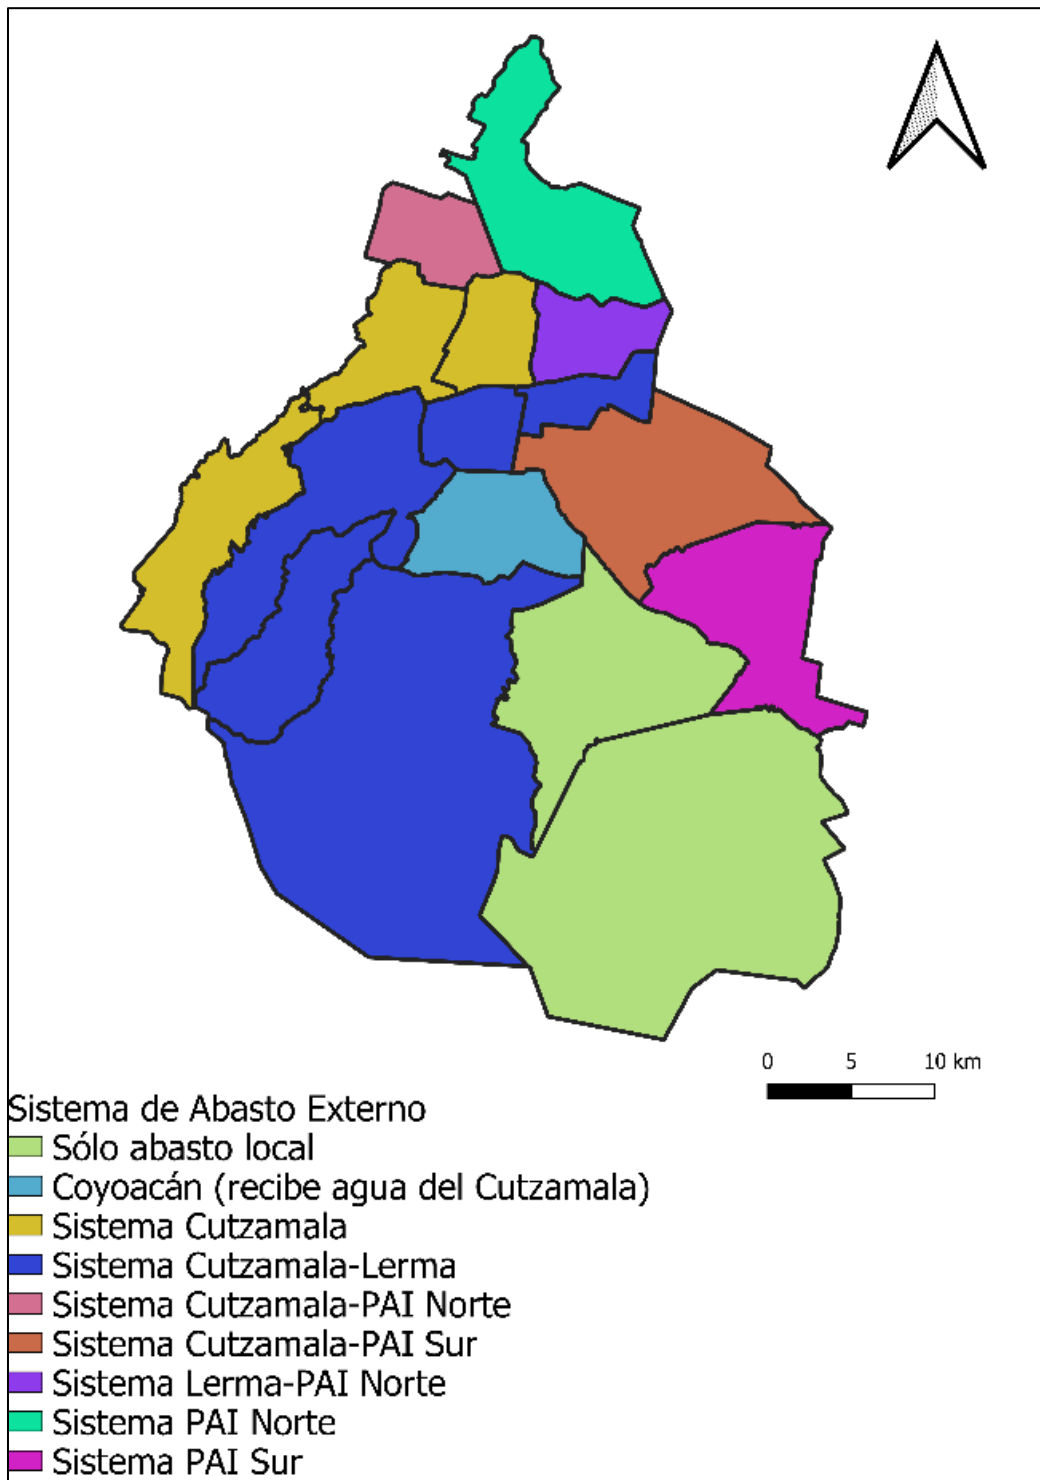 0 5 10 km
Sistema de Abasto Externo
Sólo abasto local
Coyoacán (recibe agua del Cutzamala)
Sistema Cutzamala
Sistema Cutzamala-Lerma
Sistema Cutzamala-PAI Norte
Sistema Cutzamala-PAI Sur
Sistema Lerma-PAI Norte
Sistema PAI Norte
Sistema PAI Sur